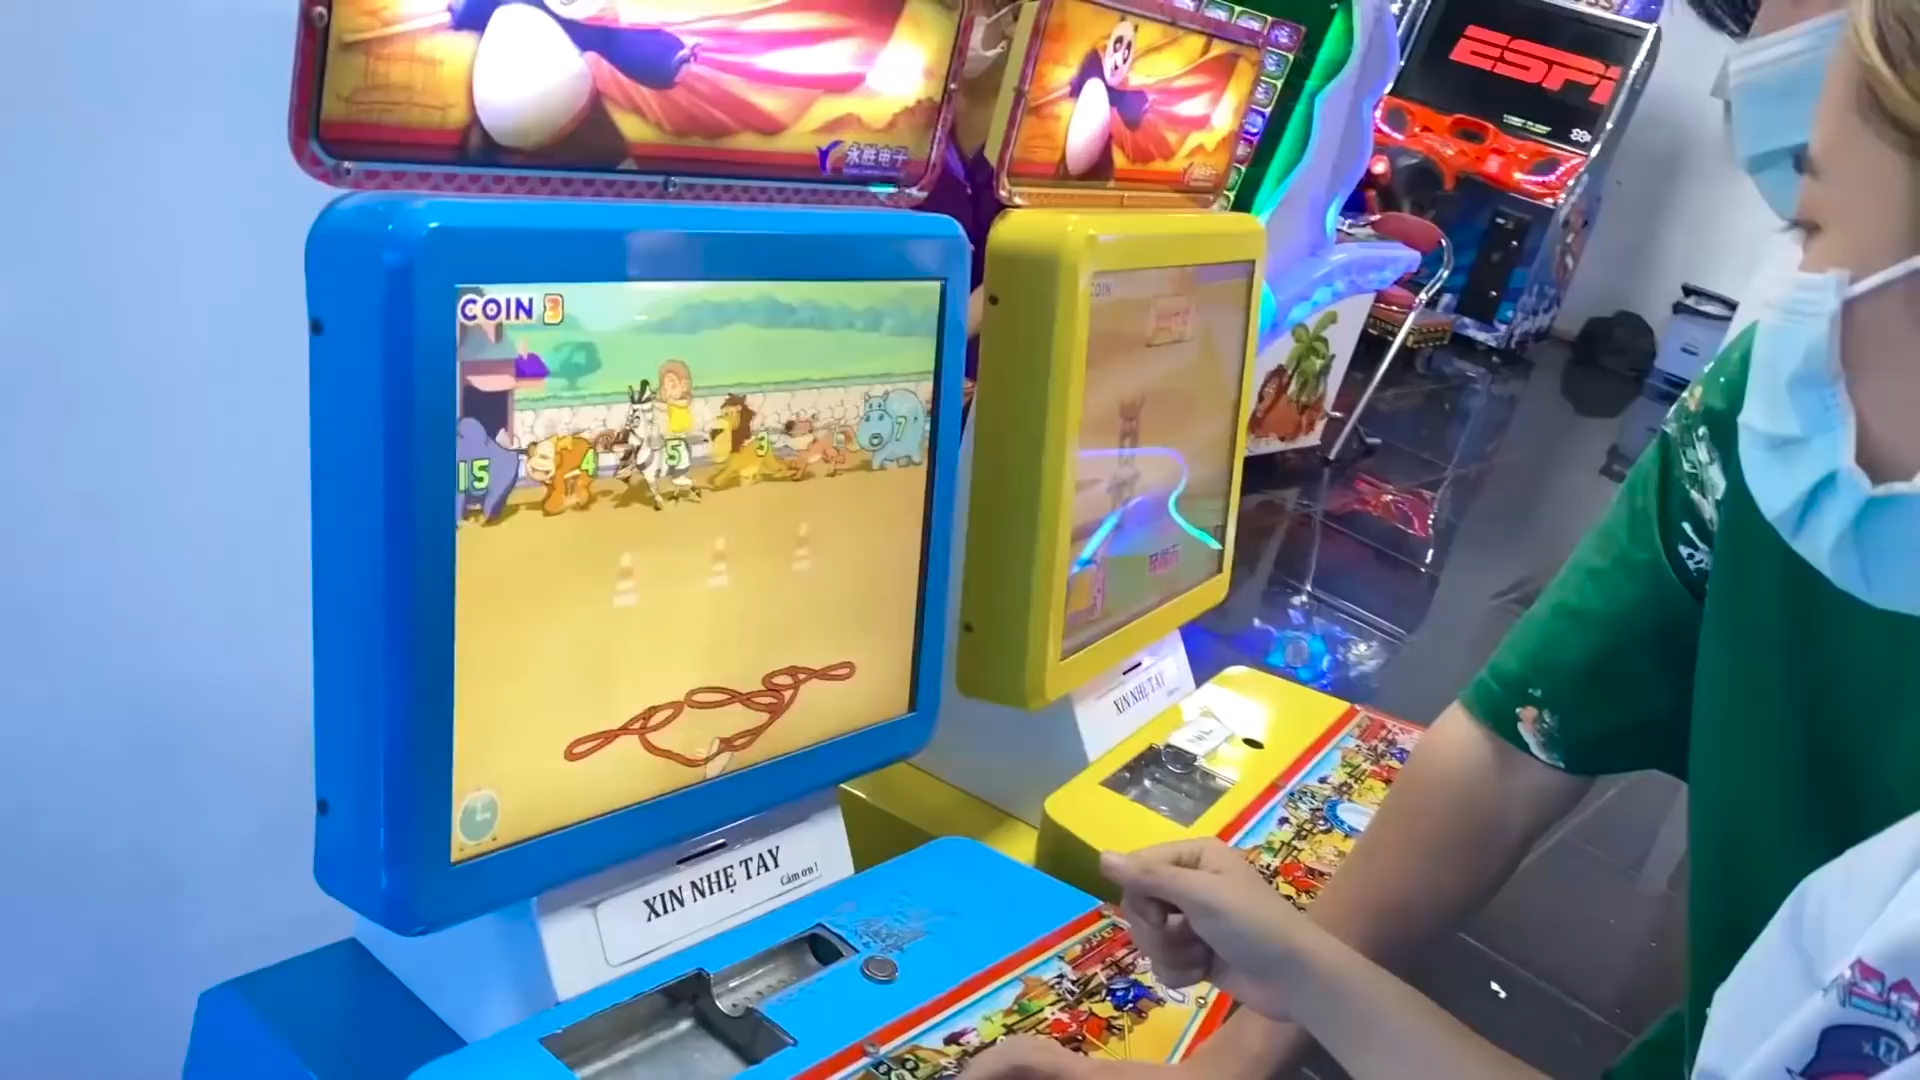 永胜电子
ESPN
COIN 3
15
4
5
3
7
COIN
XIN NHẸ TAY
XIN NHẸ TAY
Cảm ơn !